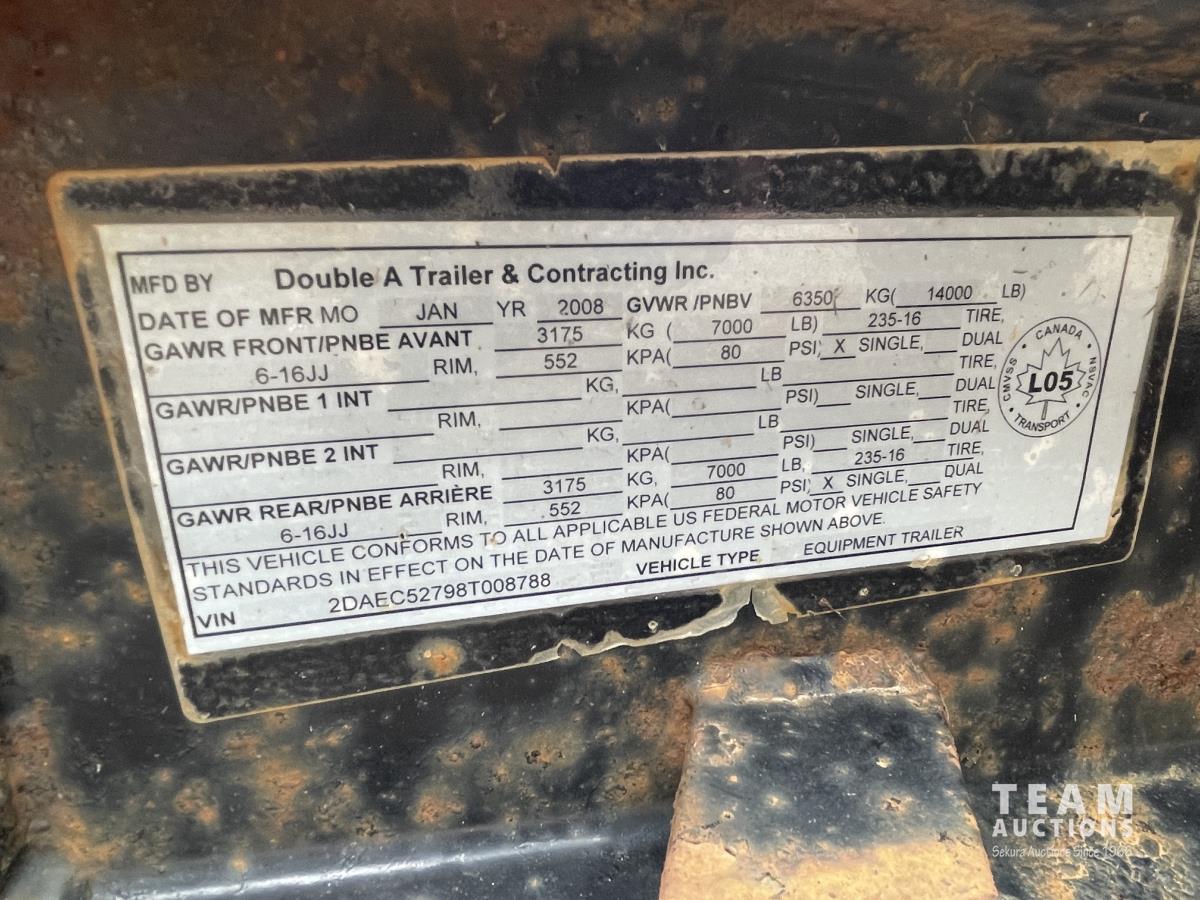 MFD BY Double A Trailer & Contracting Inc.
DATE OF MFR MO JAN YR 2008 GVWR /PNBV 6350 KG( 14000 LB)
GAWR FRONT/PNBE AVANT 3175 KG ( 7000 LB) 235-16 TIRE,
6-16JJ RIM, 552 KPA( 80 PSI) X SINGLE, DUAL
GAWR/PNBE 1 INT KG, LB TIRE,
RIM, KPA( PSI) SINGLE, DUAL
GAWR/PNBE 2 INT KG, LB TIRE,
RIM, KPA( PSI) SINGLE, DUAL
GAWR REAR/PNBE ARRIÈRE 3175 KG, 7000 LB, 235-16 TIRE,
6-16JJ RIM, 552 KPA( 80 PSI) X SINGLE, DUAL
THIS VEHICLE CONFORMS TO ALL APPLICABLE US FEDERAL MOTOR VEHICLE SAFETY
STANDARDS IN EFFECT ON THE DATE OF MANUFACTURE SHOWN ABOVE.
VIN 2DAEC52798T008788 VEHICLE TYPE EQUIPMENT TRAILER
CANADA
CMVSS L05 NSVAC
TRANSPORT
TEAM
AUCTIONS
Sekura Auctions Since 1966